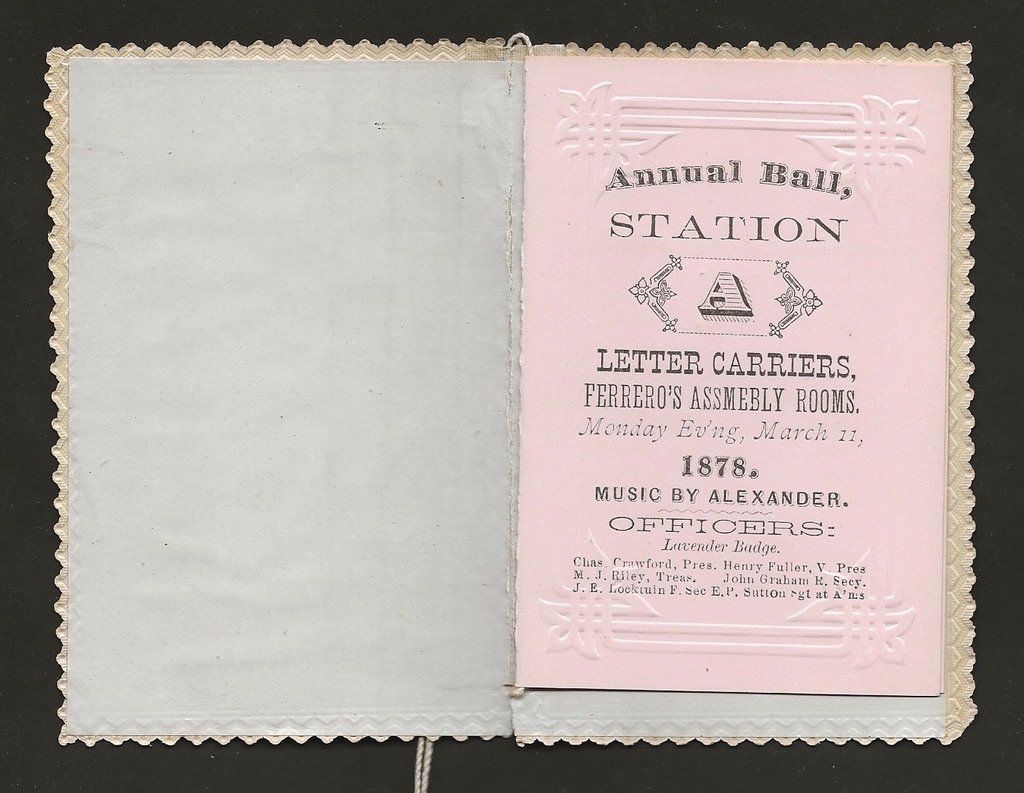 Annual Ball,
STATION
A
LETTER CARRIERS,
FERRERO'S ASSMEBLY ROOMS.
Monday Ev'ng, March 11,
1878.
MUSIC BY ALEXANDER.
OFFICERS:
Lavender Badge.
Chas. Crawford, Pres. Henry Fuller, V. Pres
M. J. Riley, Treas. John Graham R. Secy.
J. E. Locktuin F. Sec E.P. Sutton sgt at A'ms